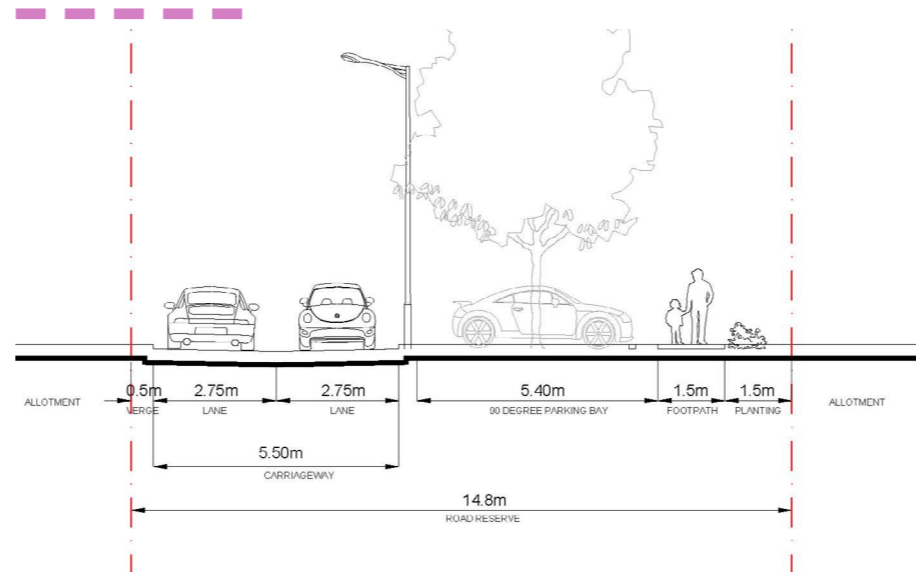 0.5m 2.75m 2.75m 5.40m 1.5m 1.5m
ALLOTMENT VERGE LANE LANE 90 DEGREE PARKING BAY FOOTPATH PLANTING ALLOTMENT
5.50m
CARRIAGEWAY
14.8m
ROAD RESERVE